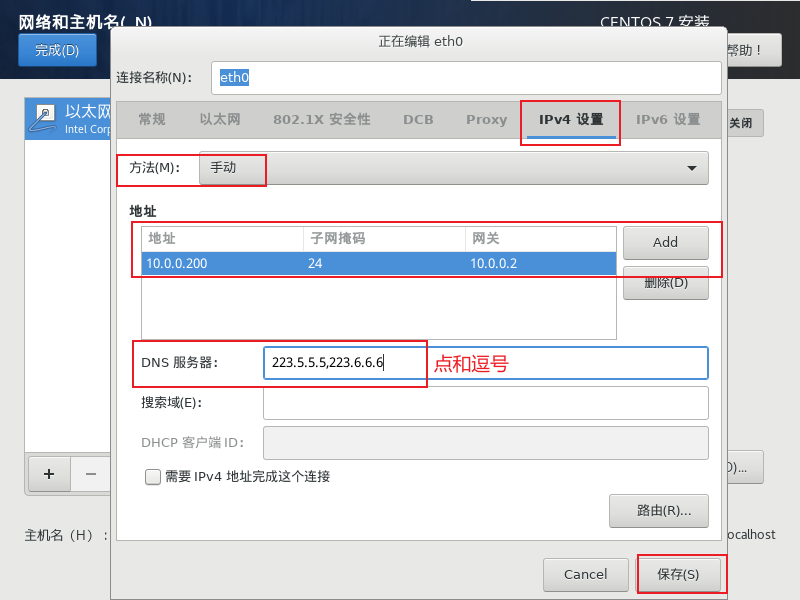 网络和主机名(_N)
CENTOS 7 安装
完成(D)
正在编辑 eth0
帮助！
连接名称(N)： eth0
以太网
Intel Corp
常规 以太网 802.1X 安全性 DCB Proxy IPv4 设置 IPv6 设置
关闭
方法(M)： 手动
地址
地址 子网掩码 网关
Add
10.0.0.200 24 10.0.0.2
删除(D)
DNS 服务器： 223.5.5.5,223.6.6.6 点和逗号
搜索域(E)：
DHCP 客户端 ID：
+ − )...
需要 IPv4 地址完成这个连接
路由(R)...
主机名（H）： ocalhost
Cancel 保存(S)